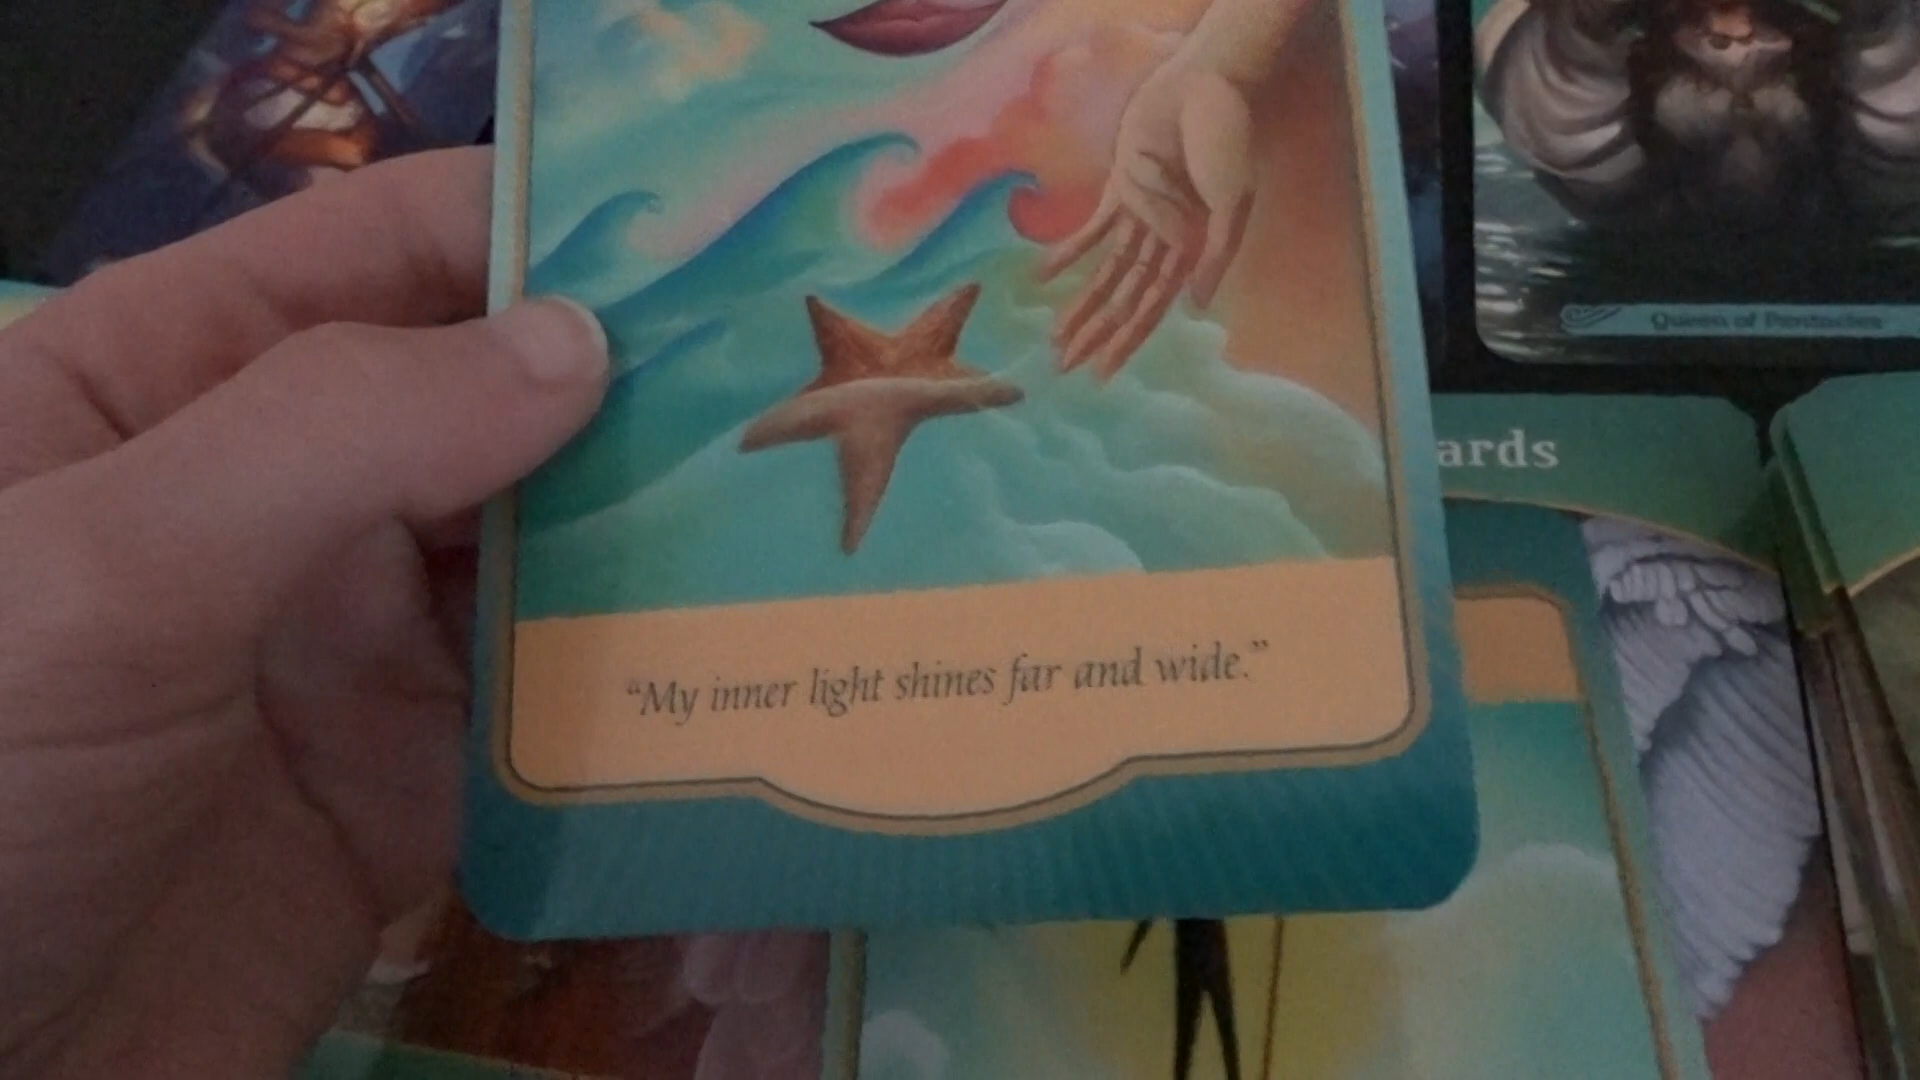 Queen of Pentacles
ards
“My inner light shines far and wide.”